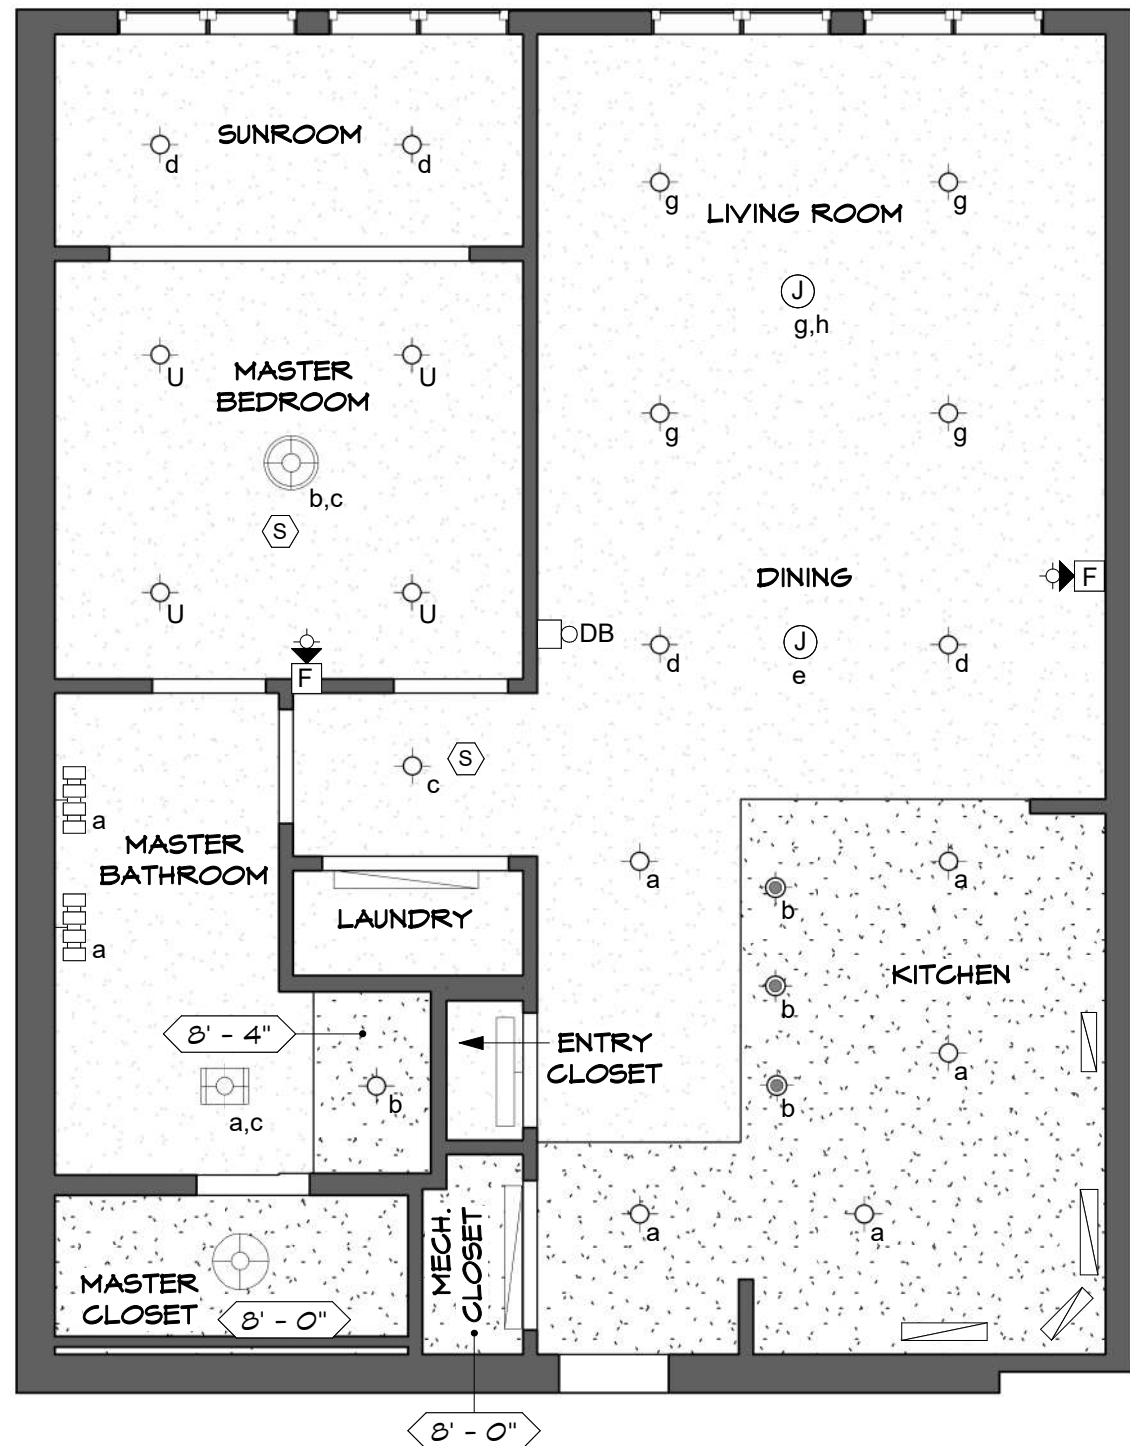 SUNROOM
d
d
g
g
LIVING ROOM
J
g,h
U
U
MASTER
BEDROOM
g
g
b,c
S
DINING
F
U
U
DB
d
J
e
d
F
c
S
a
MASTER
BATHROOM
a
a
b
LAUNDRY
a
KITCHEN
b
8' - 4"
ENTRY
CLOSET
a
b
b
a,c
MECH.
CLOSET
a
a
MASTER
CLOSET
8' - 0"
8' - 0"